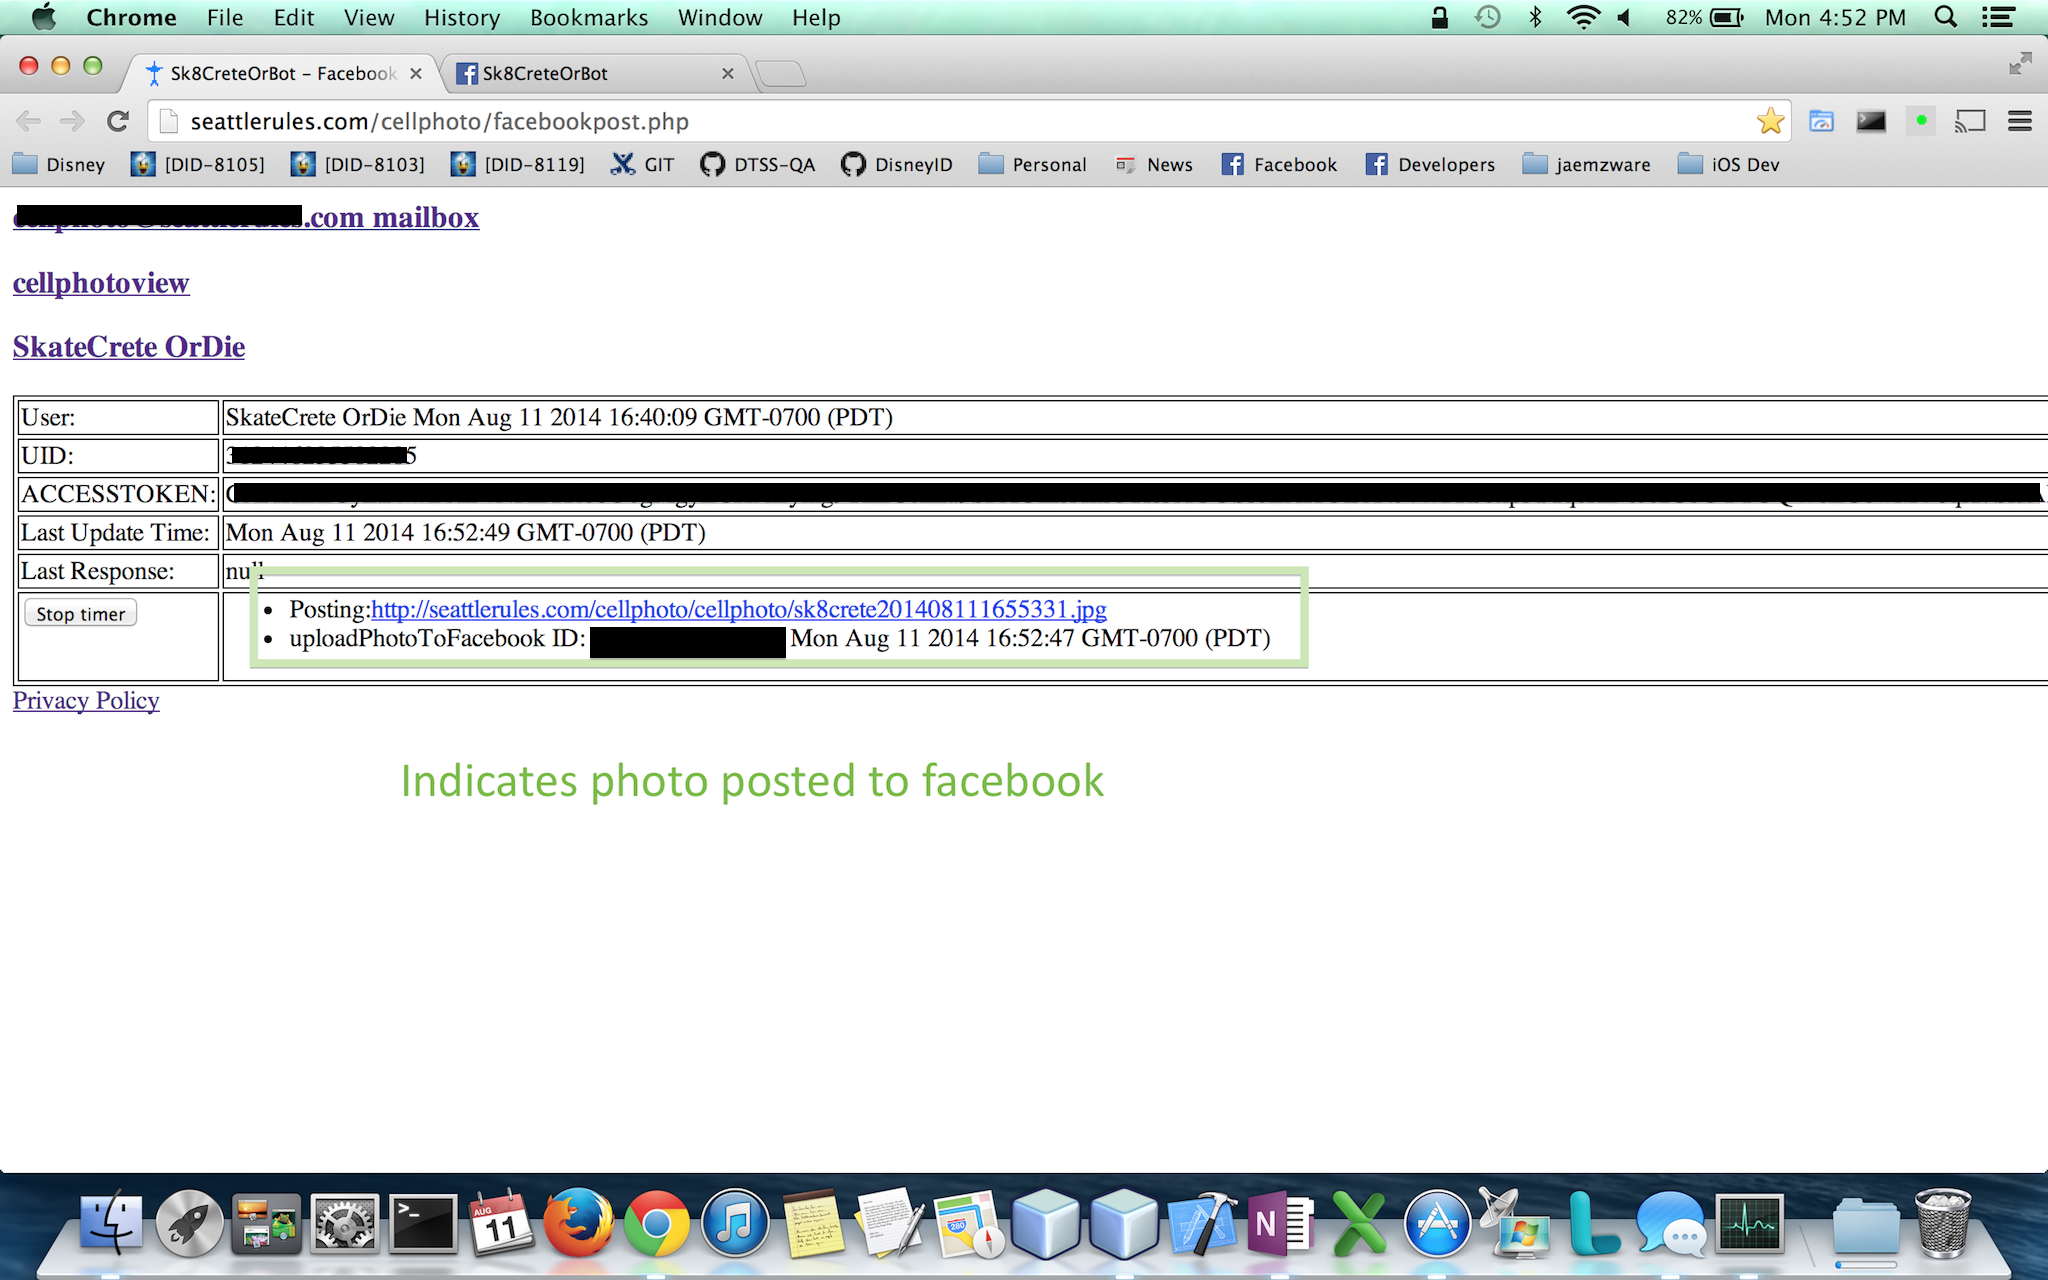 Chrome File Edit View History Bookmarks Window Help 82% Mon 4:52 PM
Sk8CreteOrBot - Facebook Sk8CreteOrBot
seattlerules.com/cellphoto/facebookpost.php
Disney [DID-8105] [DID-8103] [DID-8119] GIT DTSS-QA DisneyID Personal News Facebook Developers jaemzware iOS Dev
.com mailbox
cellphotoview
SkateCrete OrDie
User: SkateCrete OrDie Mon Aug 11 2014 16:40:09 GMT-0700 (PDT)
UID:
ACCESSTOKEN:
Last Update Time: Mon Aug 11 2014 16:52:49 GMT-0700 (PDT)
Last Response: null
Stop timer • Posting:http://seattlerules.com/cellphoto/cellphoto/sk8crete201408111655331.jpg
• uploadPhotoToFacebook ID: Mon Aug 11 2014 16:52:47 GMT-0700 (PDT)
Privacy Policy
Indicates photo posted to facebook
AUG
11
280
N